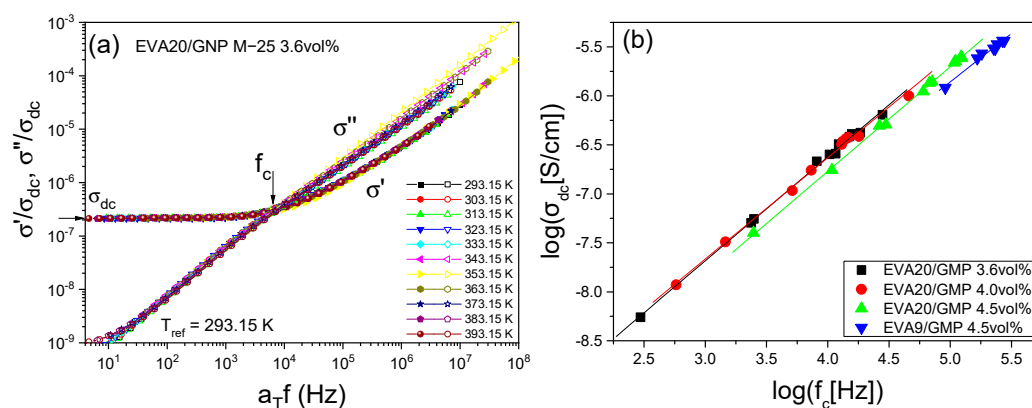 (a) EVA20/GNP M−25 3.6vol%
10⁻³
10⁻⁴
10⁻⁵
10⁻⁶
10⁻⁷
10⁻⁸
10⁻⁹
σ'/σdc, σ''/σdc
σ''
fc
σ'
σdc
293.15 K
303.15 K
313.15 K
323.15 K
333.15 K
343.15 K
353.15 K
363.15 K
373.15 K
383.15 K
393.15 K
Tref = 293.15 K
10¹ 10² 10³ 10⁴ 10⁵ 10⁶ 10⁷ 10⁸
aTf (Hz)
(b)
-5.5
-6.0
-6.5
-7.0
-7.5
-8.0
-8.5
log(σdc[S/cm])
EVA20/GMP 3.6vol%
EVA20/GMP 4.0vol%
EVA20/GMP 4.5vol%
EVA9/GMP 4.5vol%
2.5 3.0 3.5 4.0 4.5 5.0 5.5
log(fc[Hz])